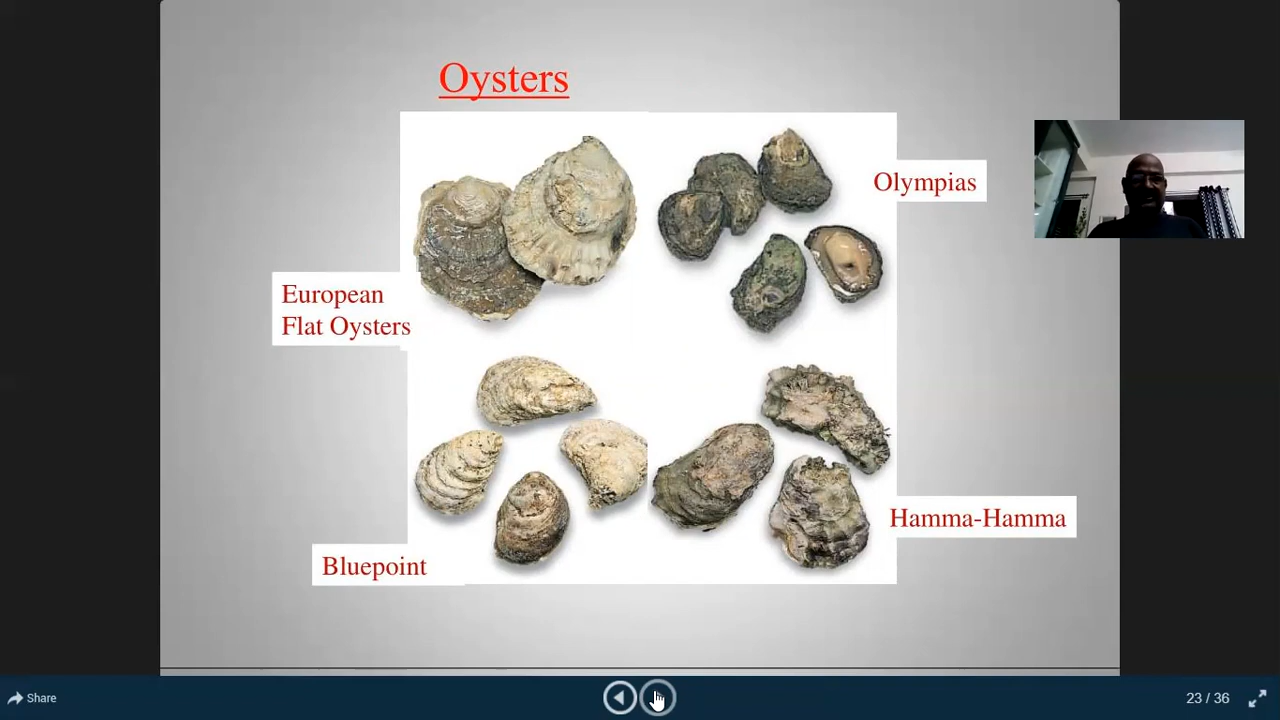 Oysters
Olympias
European
Flat Oysters
Hamma-Hamma
Bluepoint
Share
23 / 36